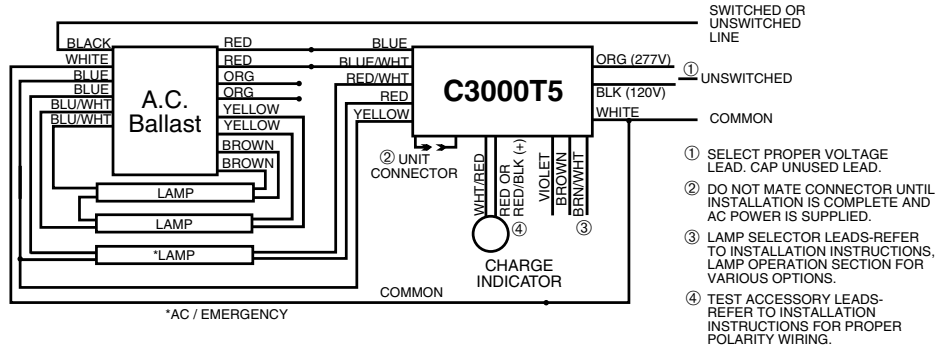 SWITCHED OR
UNSWITCHED
LINE
BLACK
WHITE
BLUE
BLUE
BLU/WHT
BLU/WHT
A.C.
Ballast
RED
RED
ORG
ORG
YELLOW
YELLOW
BROWN
BROWN
BLUE
BLUE/WHT
RED/WHT
RED
YELLOW
C3000T5
ORG (277V)
① UNSWITCHED
BLK (120V)
WHITE
COMMON
② UNIT
CONNECTOR
WHT/RED
RED OR
RED/BLK (+)
④
VIOLET
BROWN
BRN/WHT
③
CHARGE
INDICATOR
LAMP
LAMP
*LAMP
COMMON
*AC / EMERGENCY
① SELECT PROPER VOLTAGE
LEAD. CAP UNUSED LEAD.
② DO NOT MATE CONNECTOR UNTIL
INSTALLATION IS COMPLETE AND
AC POWER IS SUPPLIED.
③ LAMP SELECTOR LEADS-REFER
TO INSTALLATION INSTRUCTIONS,
LAMP OPERATION SECTION FOR
VARIOUS OPTIONS.
④ TEST ACCESSORY LEADS-
REFER TO INSTALLATION
INSTRUCTIONS FOR PROPER
POLARITY WIRING.